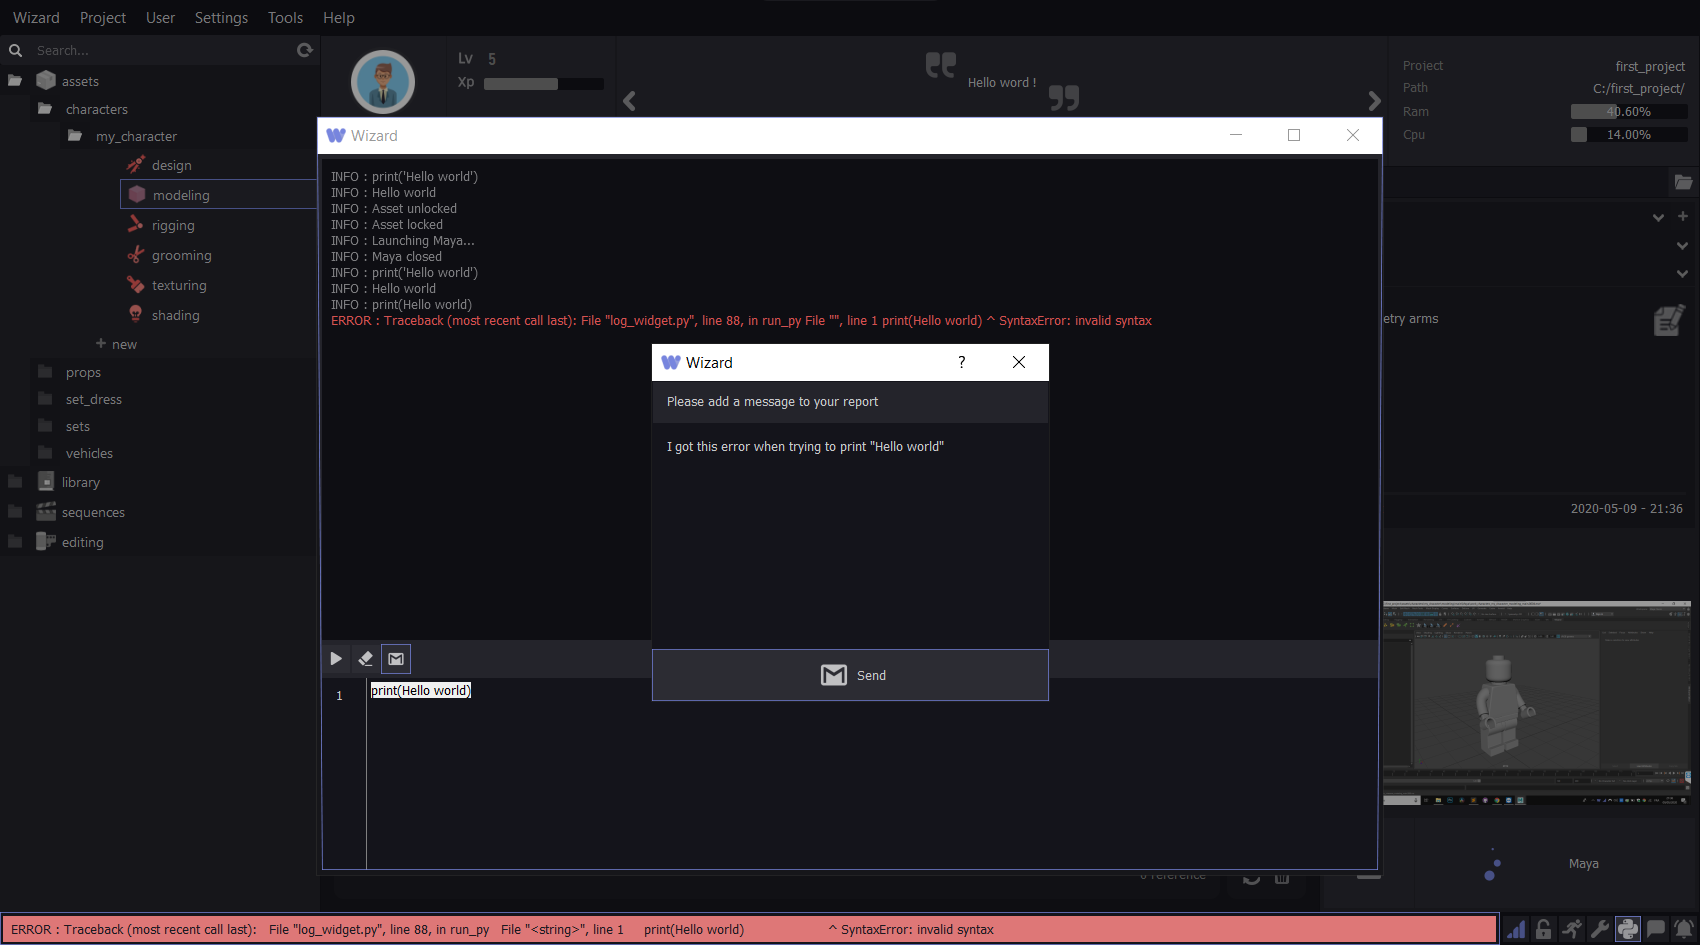 Wizard Project User Settings Tools Help
Search...
assets
characters
my_character
design
modeling
rigging
grooming
texturing
shading
+ new
props
set_dress
sets
vehicles
library
sequences
editing
Lv 5
Xp
Hello word !
Project first_project
Path C:/first_project/
Ram 40.60%
Cpu 14.00%
Wizard
INFO : print('Hello world')
INFO : Hello world
INFO : Asset unlocked
INFO : Asset locked
INFO : Launching Maya...
INFO : Maya closed
INFO : print('Hello world')
INFO : Hello world
INFO : print(Hello world)
ERROR : Traceback (most recent call last): File "log_widget.py", line 88, in run_py File "", line 1 print(Hello world) ^ SyntaxError: invalid syntax
Wizard ?
Please add a message to your report
I got this error when trying to print "Hello world"
Send
1 print(Hello world)
etry arms
2020-05-09 - 21:36
Maya
0 reference
ERROR : Traceback (most recent call last): File "log_widget.py", line 88, in run_py File "<string>", line 1 print(Hello world) ^ SyntaxError: invalid syntax